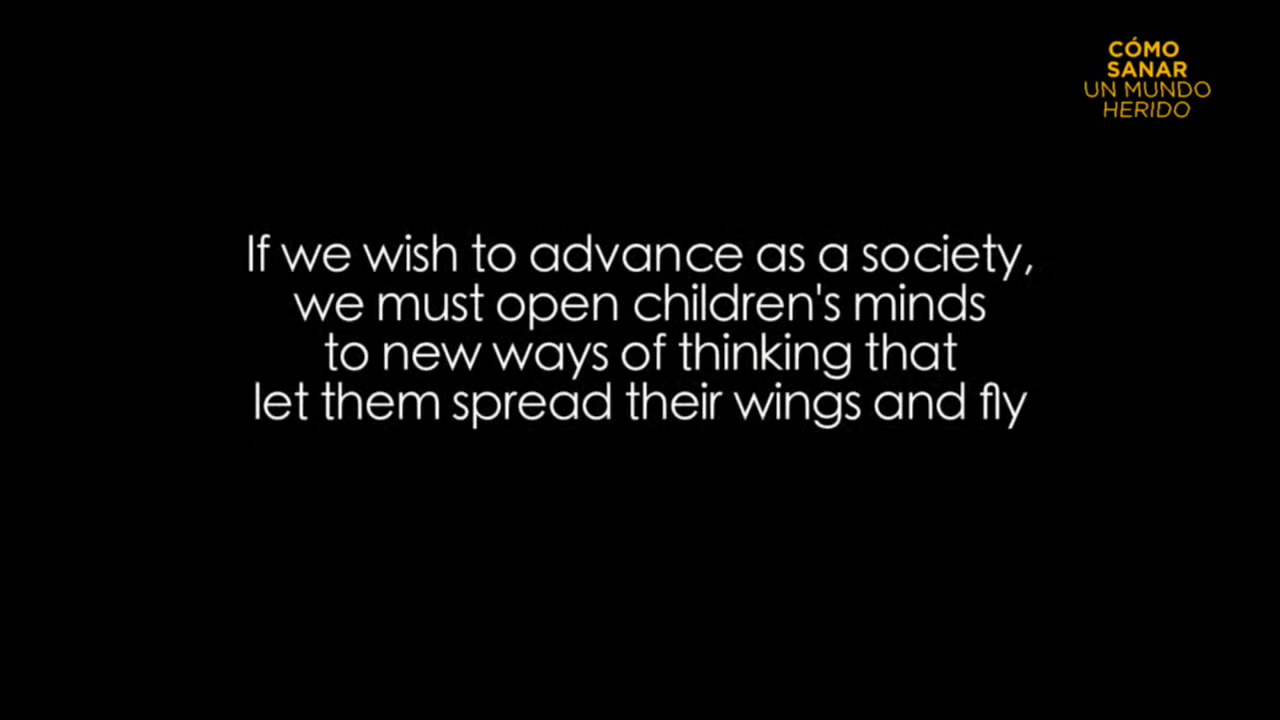 CÓMO
SANAR
UN MUNDO
HERIDO
If we wish to advance as a society,
we must open children's minds
to new ways of thinking that
let them spread their wings and fly